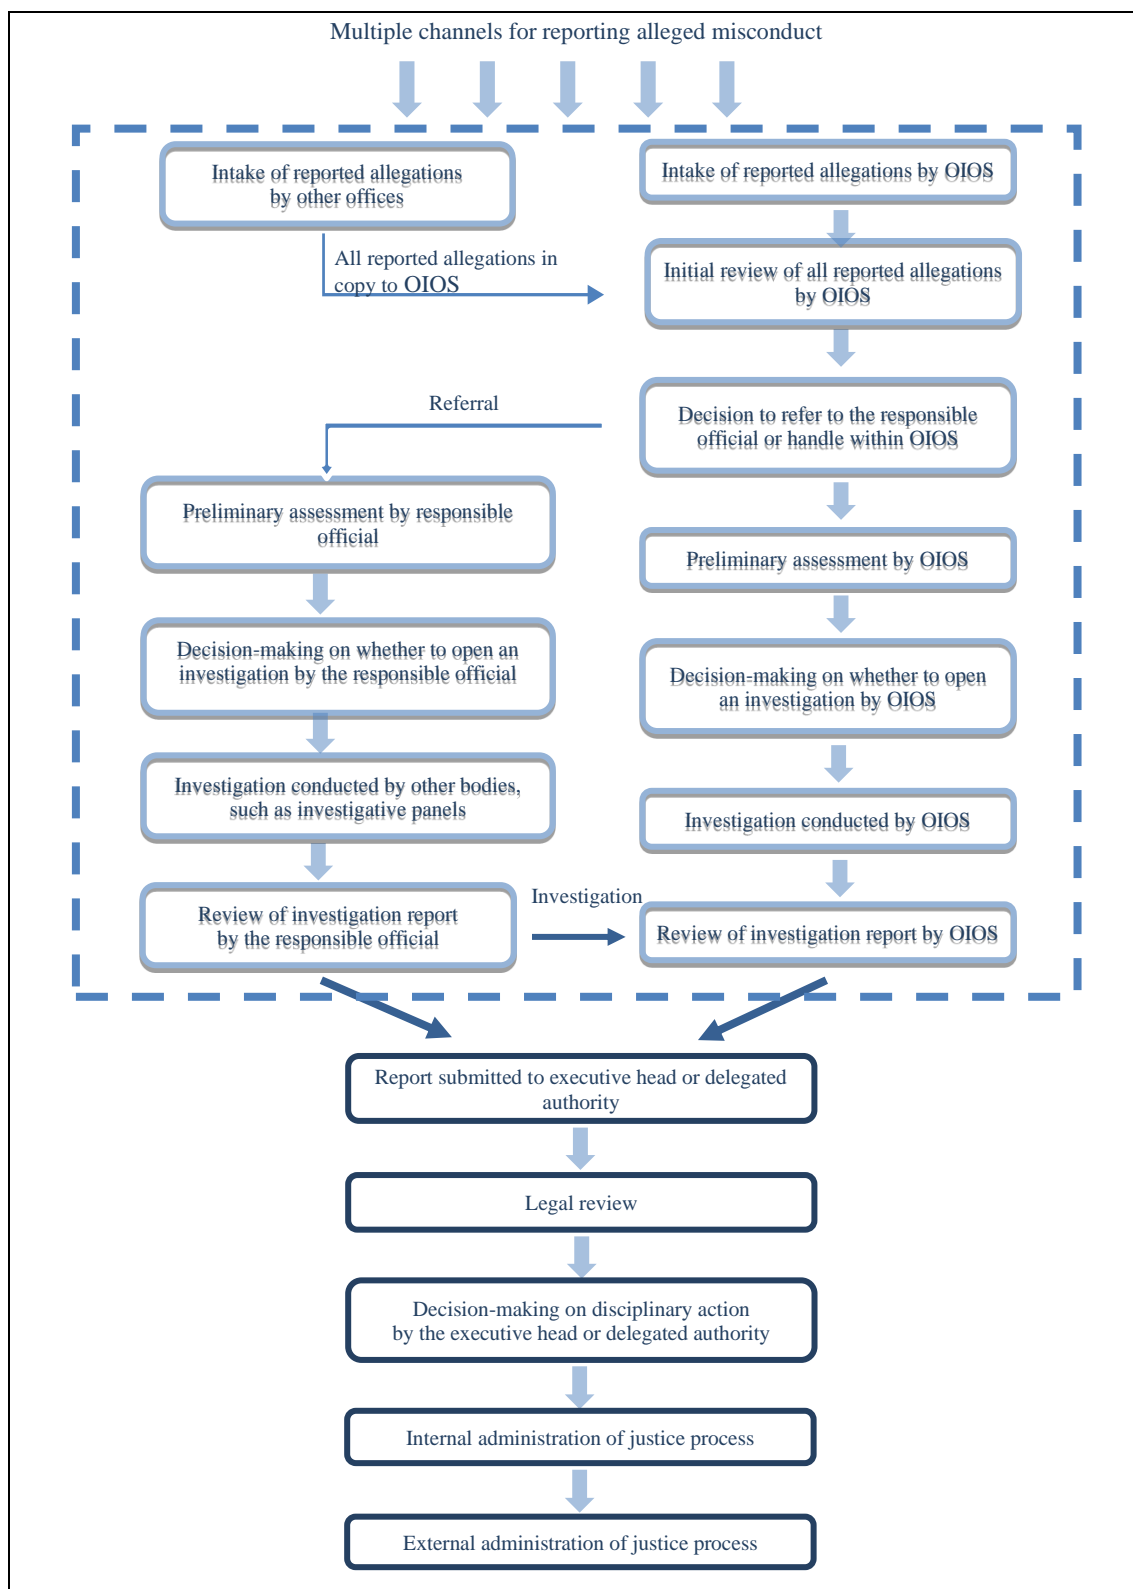 Multiple channels for reporting alleged misconduct
Intake of reported allegations
by other offices
Intake of reported allegations by OIOS
All reported allegations in
copy to OIOS
Initial review of all reported allegations
by OIOS
Referral
Decision to refer to the responsible
official or handle within OIOS
Preliminary assessment by responsible
official
Preliminary assessment by OIOS
Decision-making on whether to open an
investigation by the responsible official
Decision-making on whether to open
an investigation by OIOS
Investigation conducted by other bodies,
such as investigative panels
Investigation conducted by OIOS
Review of investigation report
by the responsible official
Investigation
Review of investigation report by OIOS
Report submitted to executive head or delegated
authority
Legal review
Decision-making on disciplinary action
by the executive head or delegated authority
Internal administration of justice process
External administration of justice process